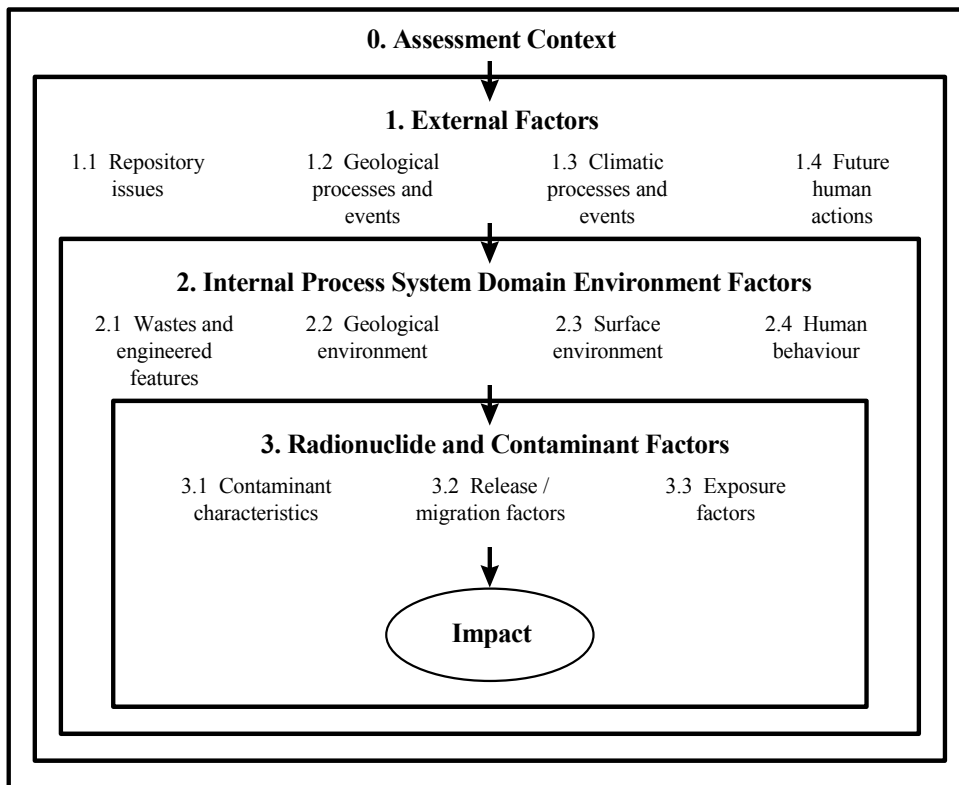 0. Assessment Context
1. External Factors
1.1 Repository
issues
1.2 Geological
processes and
events
1.3 Climatic
processes and
events
1.4 Future
human
actions
2. Internal Process System Domain Environment Factors
2.1 Wastes and
engineered
features
2.2 Geological
environment
2.3 Surface
environment
2.4 Human
behaviour
3. Radionuclide and Contaminant Factors
3.1 Contaminant
characteristics
3.2 Release /
migration factors
3.3 Exposure
factors
Impact